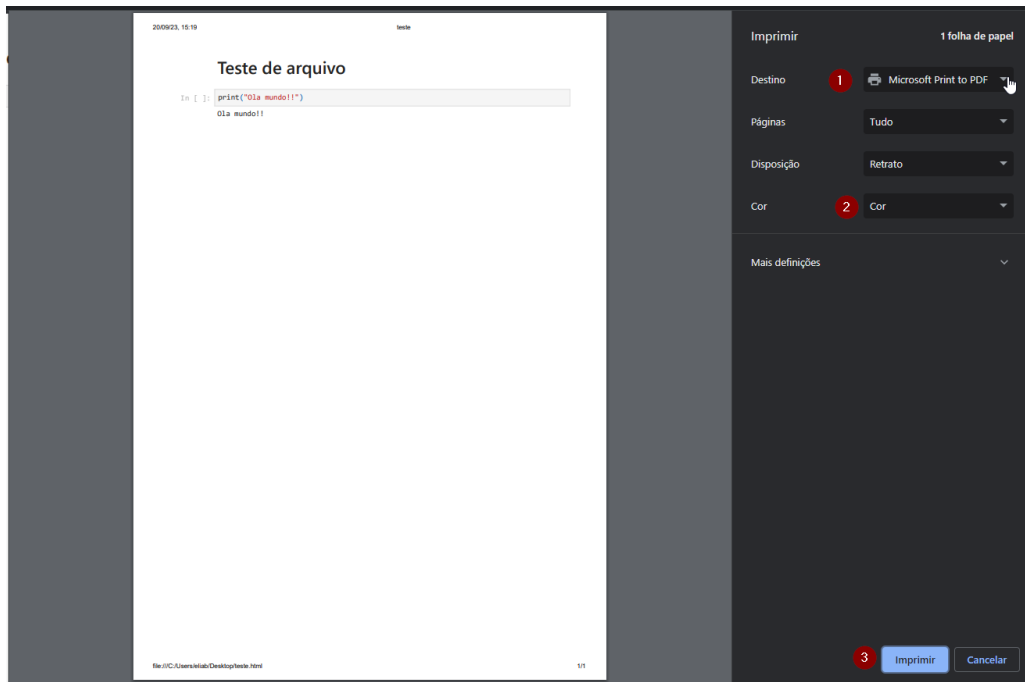 20/09/23, 15:19 teste
Teste de arquivo
In [ ]: print("Ola mundo!!")
Ola mundo!!
file:///C:/Users/eliab/Desktop/teste.html 1/1
Imprimir 1 folha de papel
Destino 1 Microsoft Print to PDF
Páginas Tudo
Disposição Retrato
Cor 2 Cor
Mais definições
3 Imprimir Cancelar